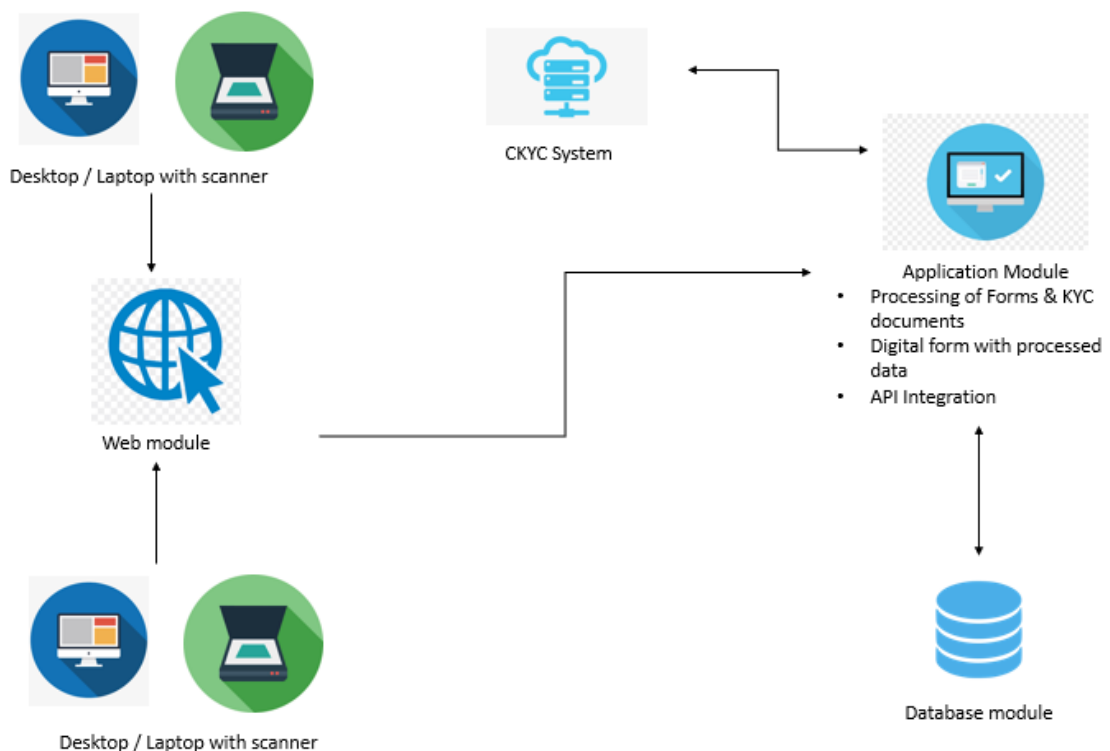 Desktop / Laptop with scanner
CKYC System
Application Module
• Processing of Forms & KYC
documents
• Digital form with processed
data
• API Integration
Web module
Desktop / Laptop with scanner
Database module